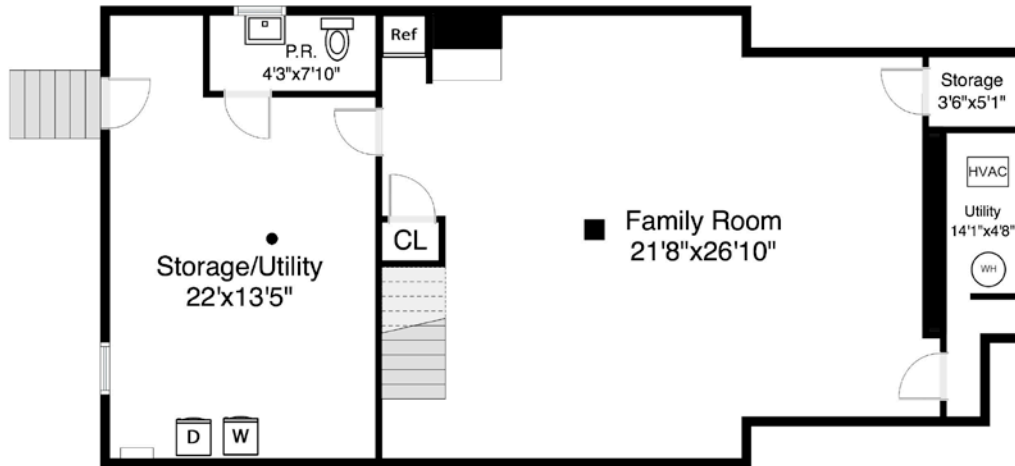 P.R.
4'3"x7'10"
Ref
Storage
3'6"x5'1"
HVAC
Utility
14'1"x4'8"
WH
CL
Family Room
21'8"x26'10"
Storage/Utility
22'x13'5"
D
W